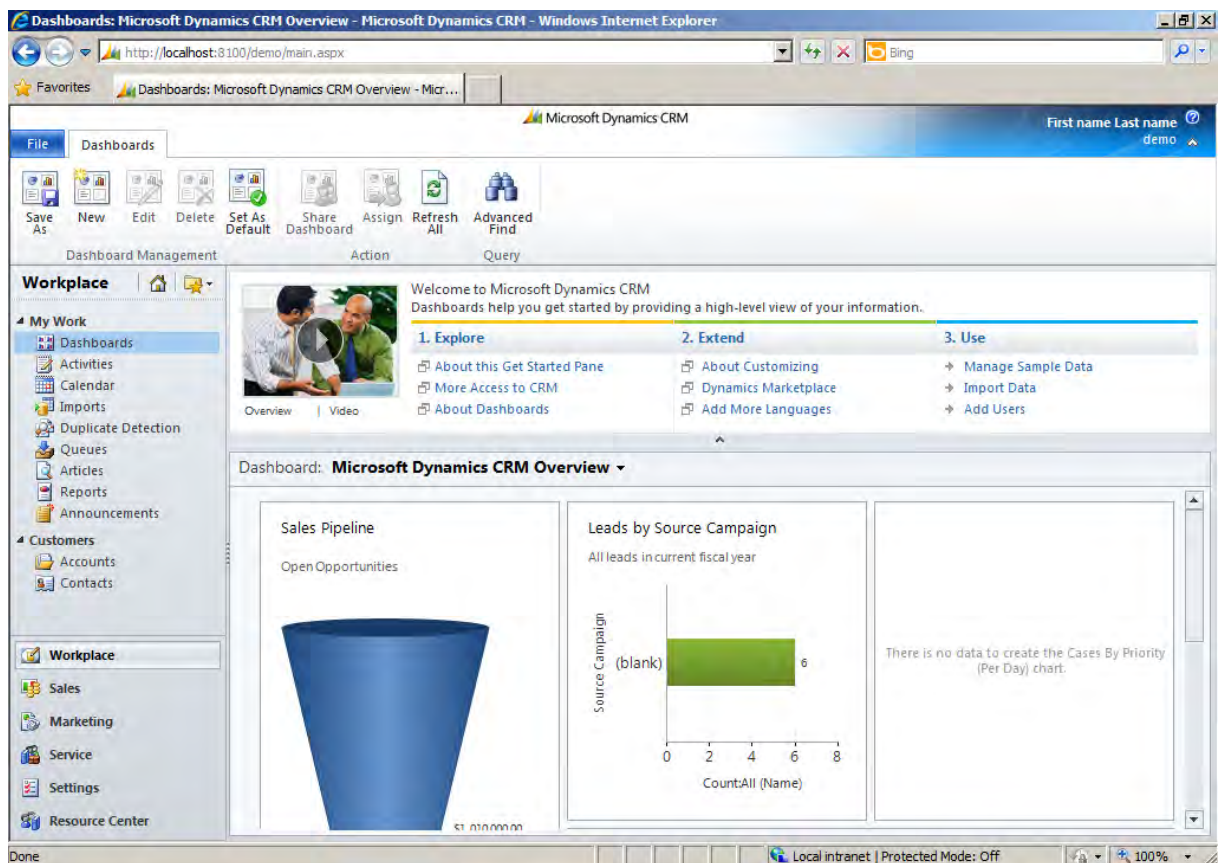 Dashboards: Microsoft Dynamics CRM Overview - Microsoft Dynamics CRM - Windows Internet Explorer
http://localhost:8100/demo/main.aspx
Bing
Favorites
Dashboards: Microsoft Dynamics CRM Overview - Micr...
Microsoft Dynamics CRM
First name Last name
demo
File
Dashboards
Save As
New
Edit
Delete
Set As Default
Share Dashboard
Assign
Refresh All
Advanced Find
Dashboard Management
Action
Query
Workplace
My Work
Dashboards
Activities
Calendar
Imports
Duplicate Detection
Queues
Articles
Reports
Announcements
Customers
Accounts
Contacts
Workplace
Sales
Marketing
Service
Settings
Resource Center
Overview | Video
Welcome to Microsoft Dynamics CRM
Dashboards help you get started by providing a high-level view of your information.
1. Explore
About this Get Started Pane
More Access to CRM
About Dashboards
2. Extend
About Customizing
Dynamics Marketplace
Add More Languages
3. Use
Manage Sample Data
Import Data
Add Users
Dashboard: Microsoft Dynamics CRM Overview
Sales Pipeline
Open Opportunities
$1,010,000.00
Leads by Source Campaign
All leads in current fiscal year
Source Campaign
(blank)
6
0 2 4 6 8
Count:All (Name)
There is no data to create the Cases By Priority
(Per Day) chart.
Done
Local intranet | Protected Mode: Off
100%